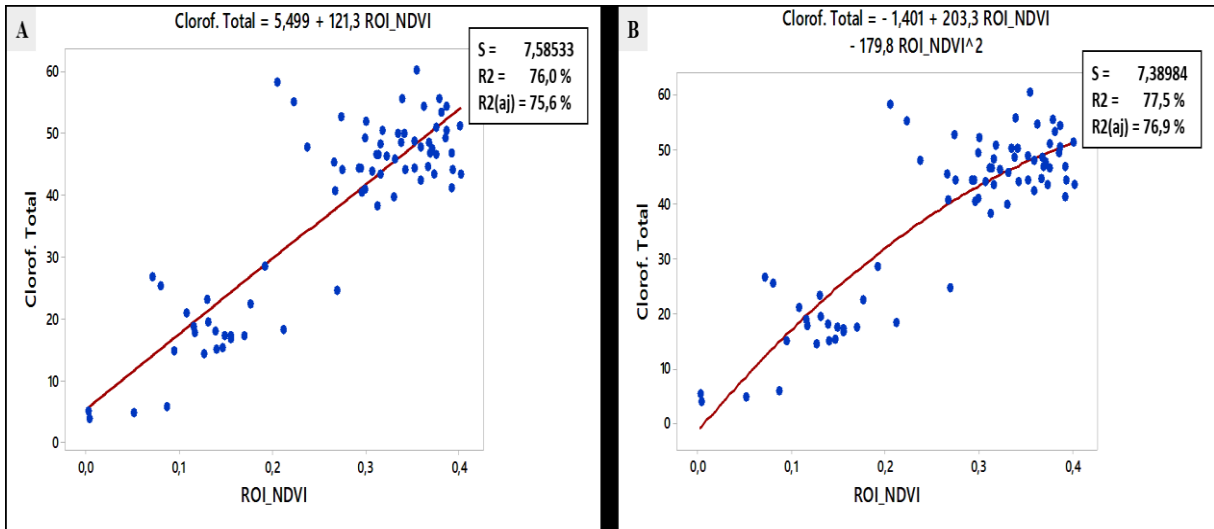 A
Clorof. Total = 5,499 + 121,3 ROI_NDVI
S = 7,58533
R2 = 76,0 %
R2(aj) = 75,6 %
Clorof. Total
60
50
40
30
20
10
0
0,0 0,1 0,2 0,3 0,4
ROI_NDVI
B
Clorof. Total = - 1,401 + 203,3 ROI_NDVI
- 179,8 ROI_NDVI^2
S = 7,38984
R2 = 77,5 %
R2(aj) = 76,9 %
Clorof. Total
60
50
40
30
20
10
0
0,0 0,1 0,2 0,3 0,4
ROI_NDVI